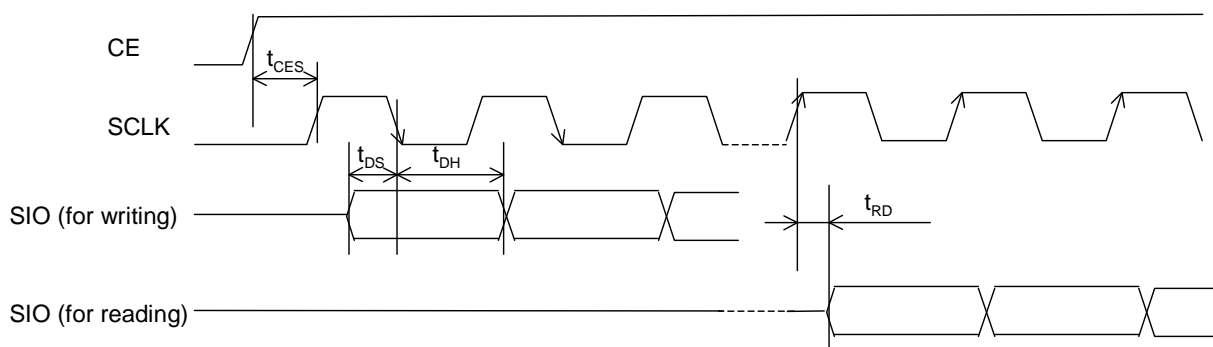 CE
tCES
SCLK
tDS
tDH
SIO (for writing)
tRD
SIO (for reading)